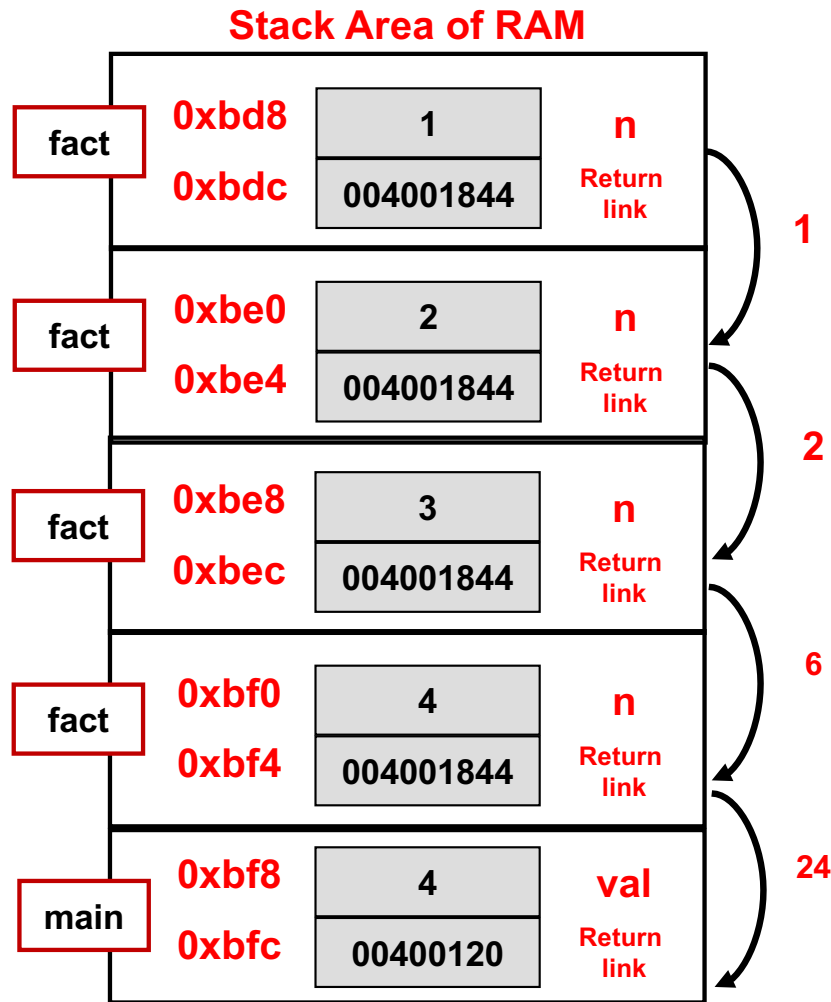 Stack Area of RAM
fact
0xbd8
1
n
0xbdc
004001844
Return
link
1
fact
0xbe0
2
n
0xbe4
004001844
Return
link
2
fact
0xbe8
3
n
0xbec
004001844
Return
link
6
fact
0xbf0
4
n
0xbf4
004001844
Return
link
24
main
0xbf8
4
val
0xbfc
00400120
Return
link